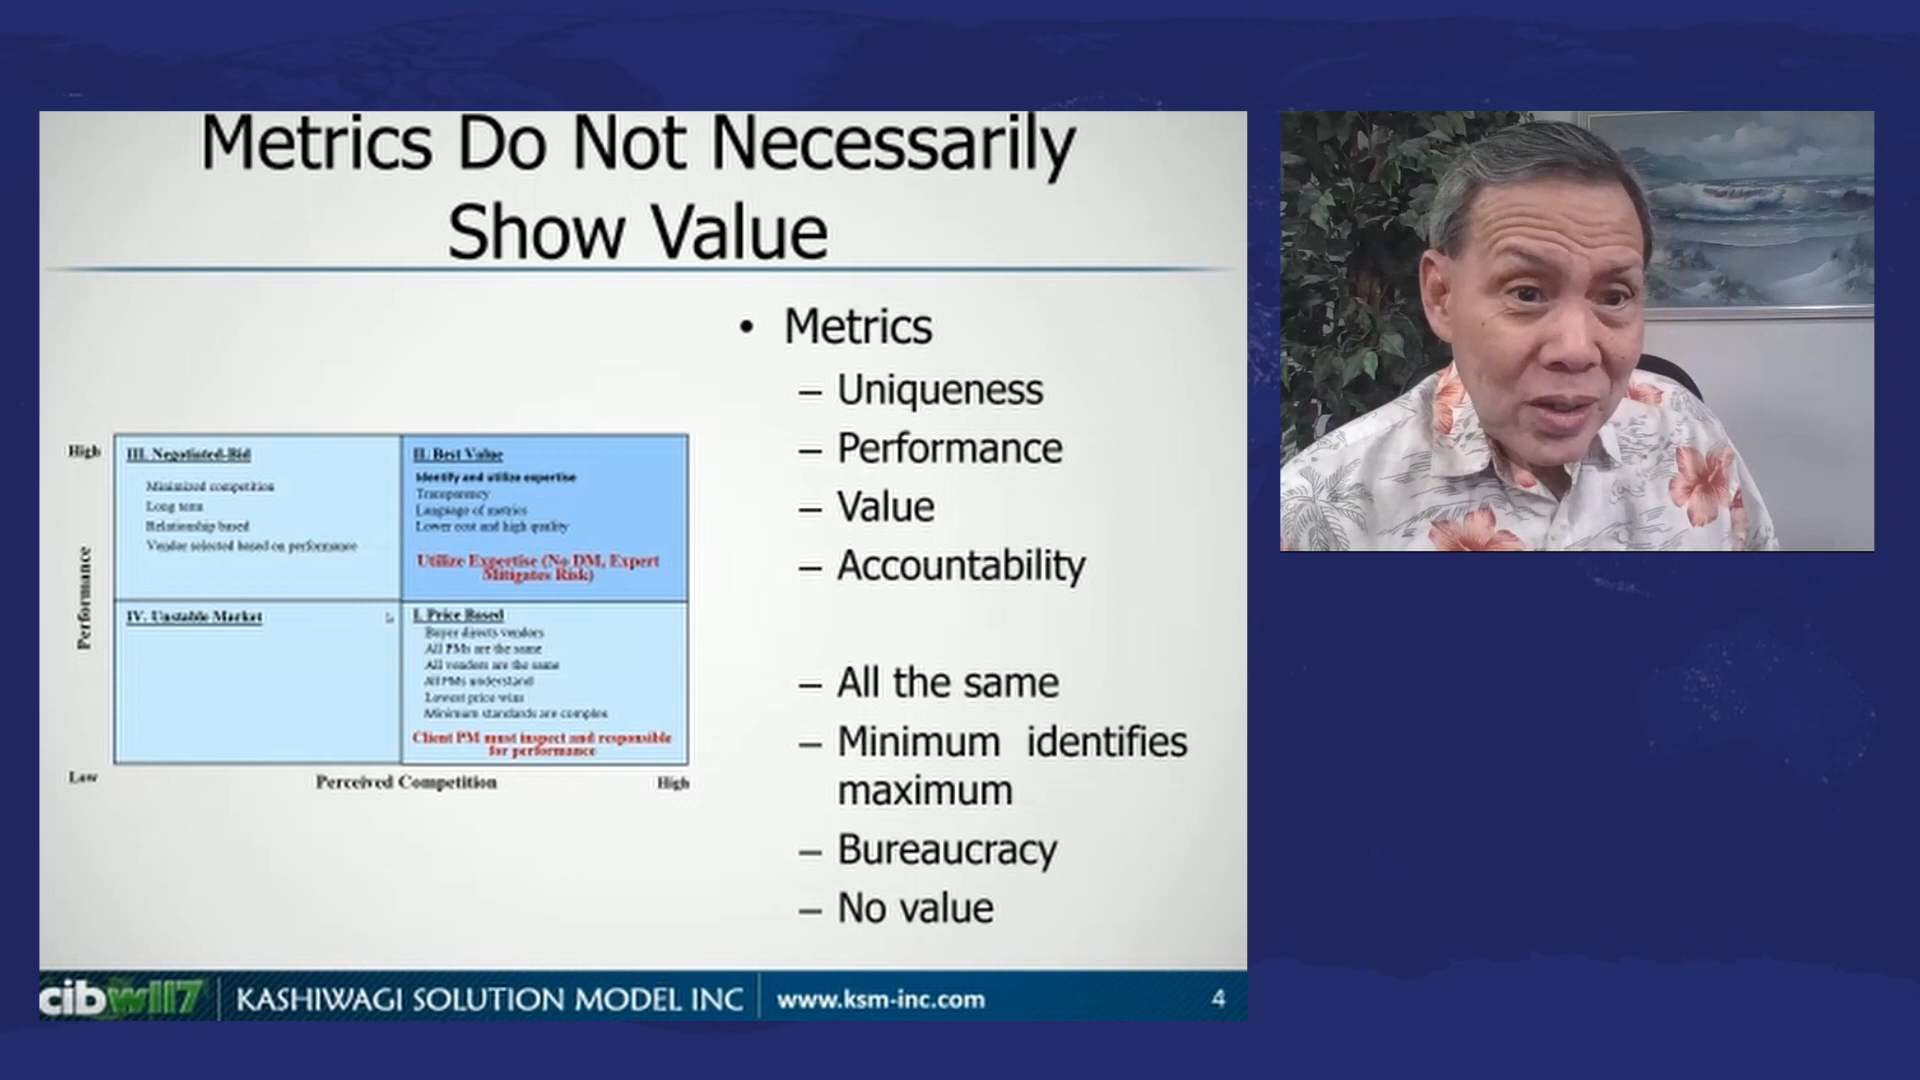 Metrics Do Not Necessarily
Show Value
High
III. Negotiated-Bid
Minimized competition
Long term
Relationship based
Vendor selected based on performance
II. Best Value
Identify and utilize expertise
Transparency
Language of metrics
Lower cost and high quality
Utilize Expertise (No DM, Expert
Mitigates Risk)
Performance
IV. Unstable Market
I. Price Based
Buyer directs vendors
All PMs are the same
All vendors are the same
All PMs understand
Lowest price wins
Minimum standards are complex
Client PM must inspect and responsible
for performance
Low
Perceived Competition
High
• Metrics
– Uniqueness
– Performance
– Value
– Accountability
– All the same
– Minimum identifies
maximum
– Bureaucracy
– No value
cibw117
KASHIWAGI SOLUTION MODEL INC
www.ksm-inc.com
4